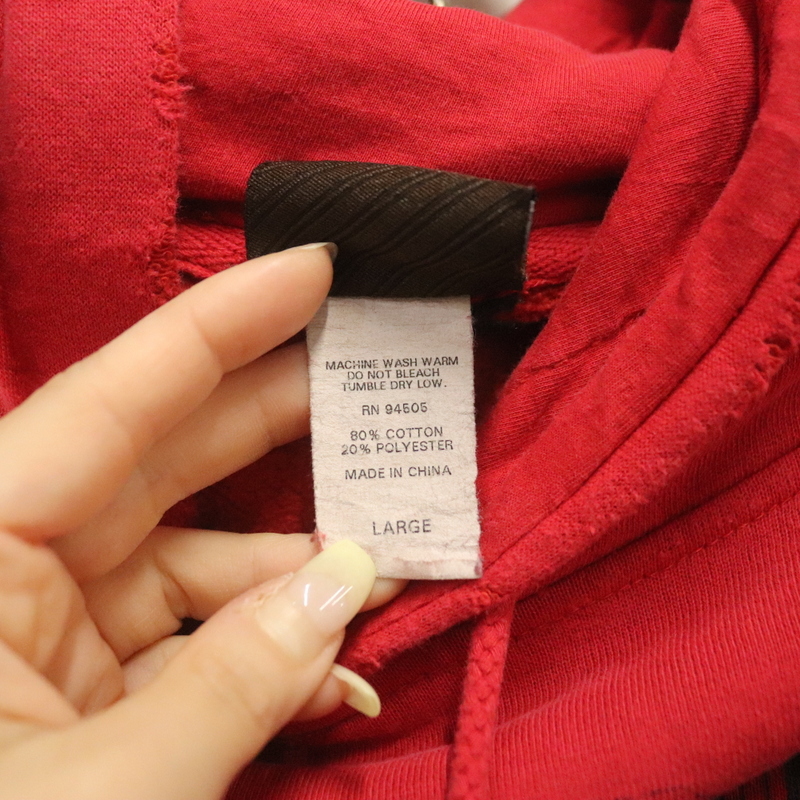 MACHINE WASH WARM
DO NOT BLEACH
TUMBLE DRY LOW.
RN 94505
80% COTTON
20% POLYESTER
MADE IN CHINA
LARGE